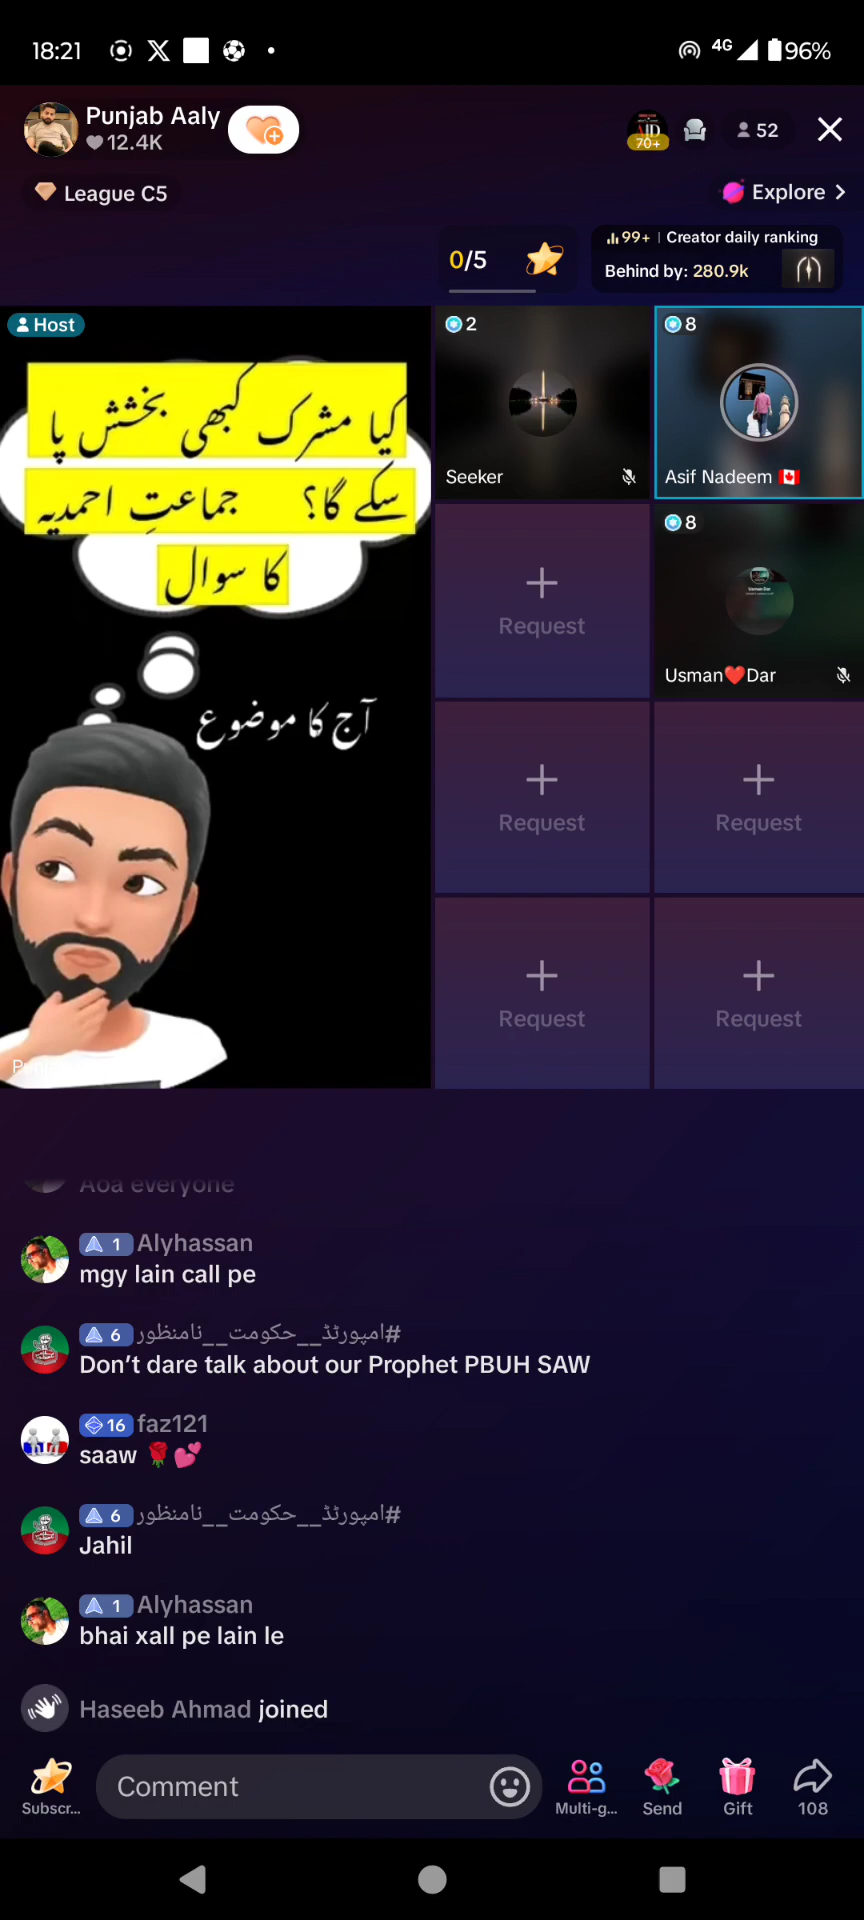 18:21
4G
96%
Punjab Aaly
12.4K
70+
52
League C5
Explore
0/5
99+ | Creator daily ranking
Behind by: 280.9k
Host
کیا مشرک کبھی بخشش پا
سکے گا؟ جماعتِ احمدیہ
کا سوال
آج کا موضوع
2
Seeker
8
Asif Nadeem
Request
8
Usman❤️Dar
Usman Dar
Request
Request
Request
Request
Aoa everyone
1 Alyhassan
mgy lain call pe
6 #امپورٹڈ__حکومت__نامنظور
Don't dare talk about our Prophet PBUH SAW
16 faz121
saaw 🌹💕
6 #امپورٹڈ__حکومت__نامنظور
Jahil
1 Alyhassan
bhai xall pe lain le
Haseeb Ahmad joined
Comment
Subscr...
Multi-g...
Send
Gift
108